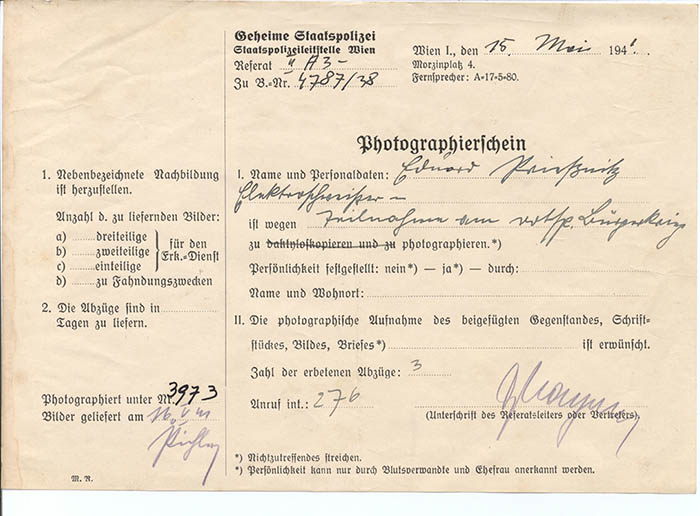 Geheime Staatspolizei
Staatspolizeileitstelle Wien
Referat II A3 -
Zu B.-Nr. 4787/38
Wien I., den 15. Mai 1941.
Morzinplatz 4.
Fernsprecher: A-17-5-80.
Photographierschein
1. Nebenbezeichnete Nachbildung
ist herzustellen.
Anzahl d. zu liefernden Bilder:
a) ......dreiteilige
b) ......zweiteilige
c) ......einteilige
für den
Erk.-Dienst
d) ......zu Fahndungszwecken
2. Die Abzüge sind in
Tagen zu liefern.
Photographiert unter Nr. 3973
Bilder geliefert am 16. V 41
M. R.
I. Name und Personaldaten: Eduard Prießnitz
Elektroschweißer -
ist wegen Teilnahme am rotsp. Bürgerkrieg
zu daktyloskopieren und zu photographieren.*)
Persönlichkeit festgestellt: nein*) — ja*) — durch:
Name und Wohnort:
II. Die photographische Aufnahme des beigefügten Gegenstandes, Schrift-
stückes, Bildes, Briefes*) ist erwünscht.
Zahl der erbetenen Abzüge: 3
Anruf int.: 276
(Unterschrift des Referatsleiters oder Vertreters).
*) Nichtzutreffendes streichen.
*) Persönlichkeit kann nur durch Blutsverwandte und Ehefrau anerkannt werden.